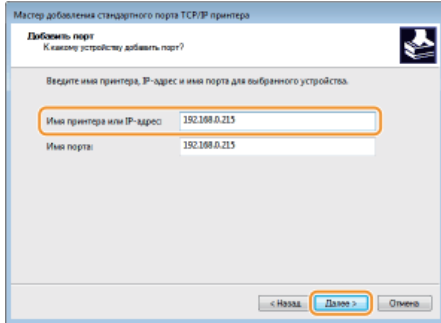 Мастер добавления стандартного порта TCP/IP принтера
Добавить порт
К какому устройству добавить порт?
Введите имя принтера, IP-адрес и имя порта для выбранного устройства.
Имя принтера или IP-адрес: 192.168.0.215
Имя порта: 192.168.0.215
< Назад Далее > Отмена